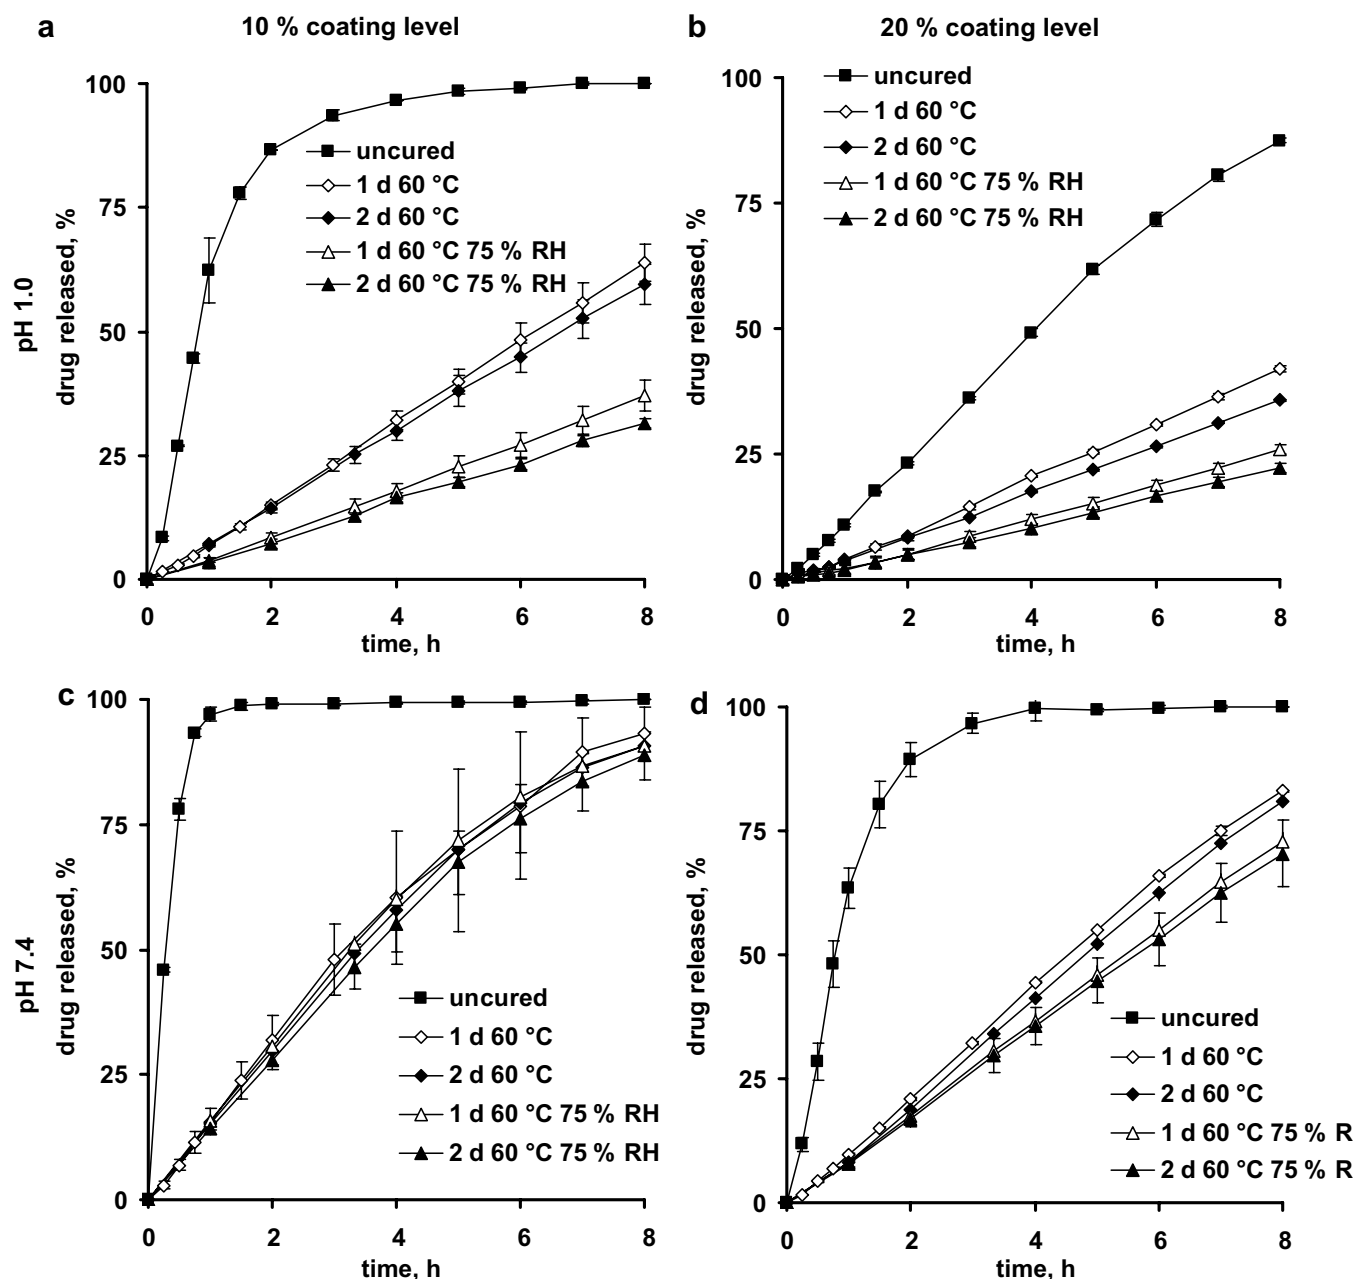 a
10 % coating level
b
20 % coating level
pH 1.0
drug released, %
100
75
50
25
0
uncured
1 d 60 °C
2 d 60 °C
1 d 60 °C 75 % RH
2 d 60 °C 75 % RH
0 2 4 6 8
time, h
drug released, %
100
75
50
25
0
uncured
1 d 60 °C
2 d 60 °C
1 d 60 °C 75 % RH
2 d 60 °C 75 % RH
0 2 4 6 8
time, h
c
pH 7.4
drug released, %
100
75
50
25
0
uncured
1 d 60 °C
2 d 60 °C
1 d 60 °C 75 % RH
2 d 60 °C 75 % RH
0 2 4 6 8
time, h
d
drug released, %
100
75
50
25
0
uncured
1 d 60 °C
2 d 60 °C
1 d 60 °C 75 % R
2 d 60 °C 75 % R
0 2 4 6 8
time, h